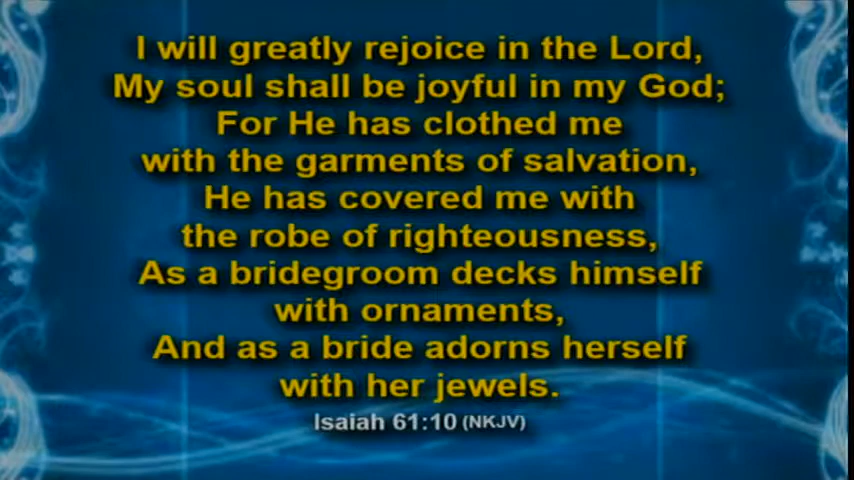 I will greatly rejoice in the Lord,
My soul shall be joyful in my God;
For He has clothed me
with the garments of salvation,
He has covered me with
the robe of righteousness,
As a bridegroom decks himself
with ornaments,
And as a bride adorns herself
with her jewels.
Isaiah 61:10 (NKJV)